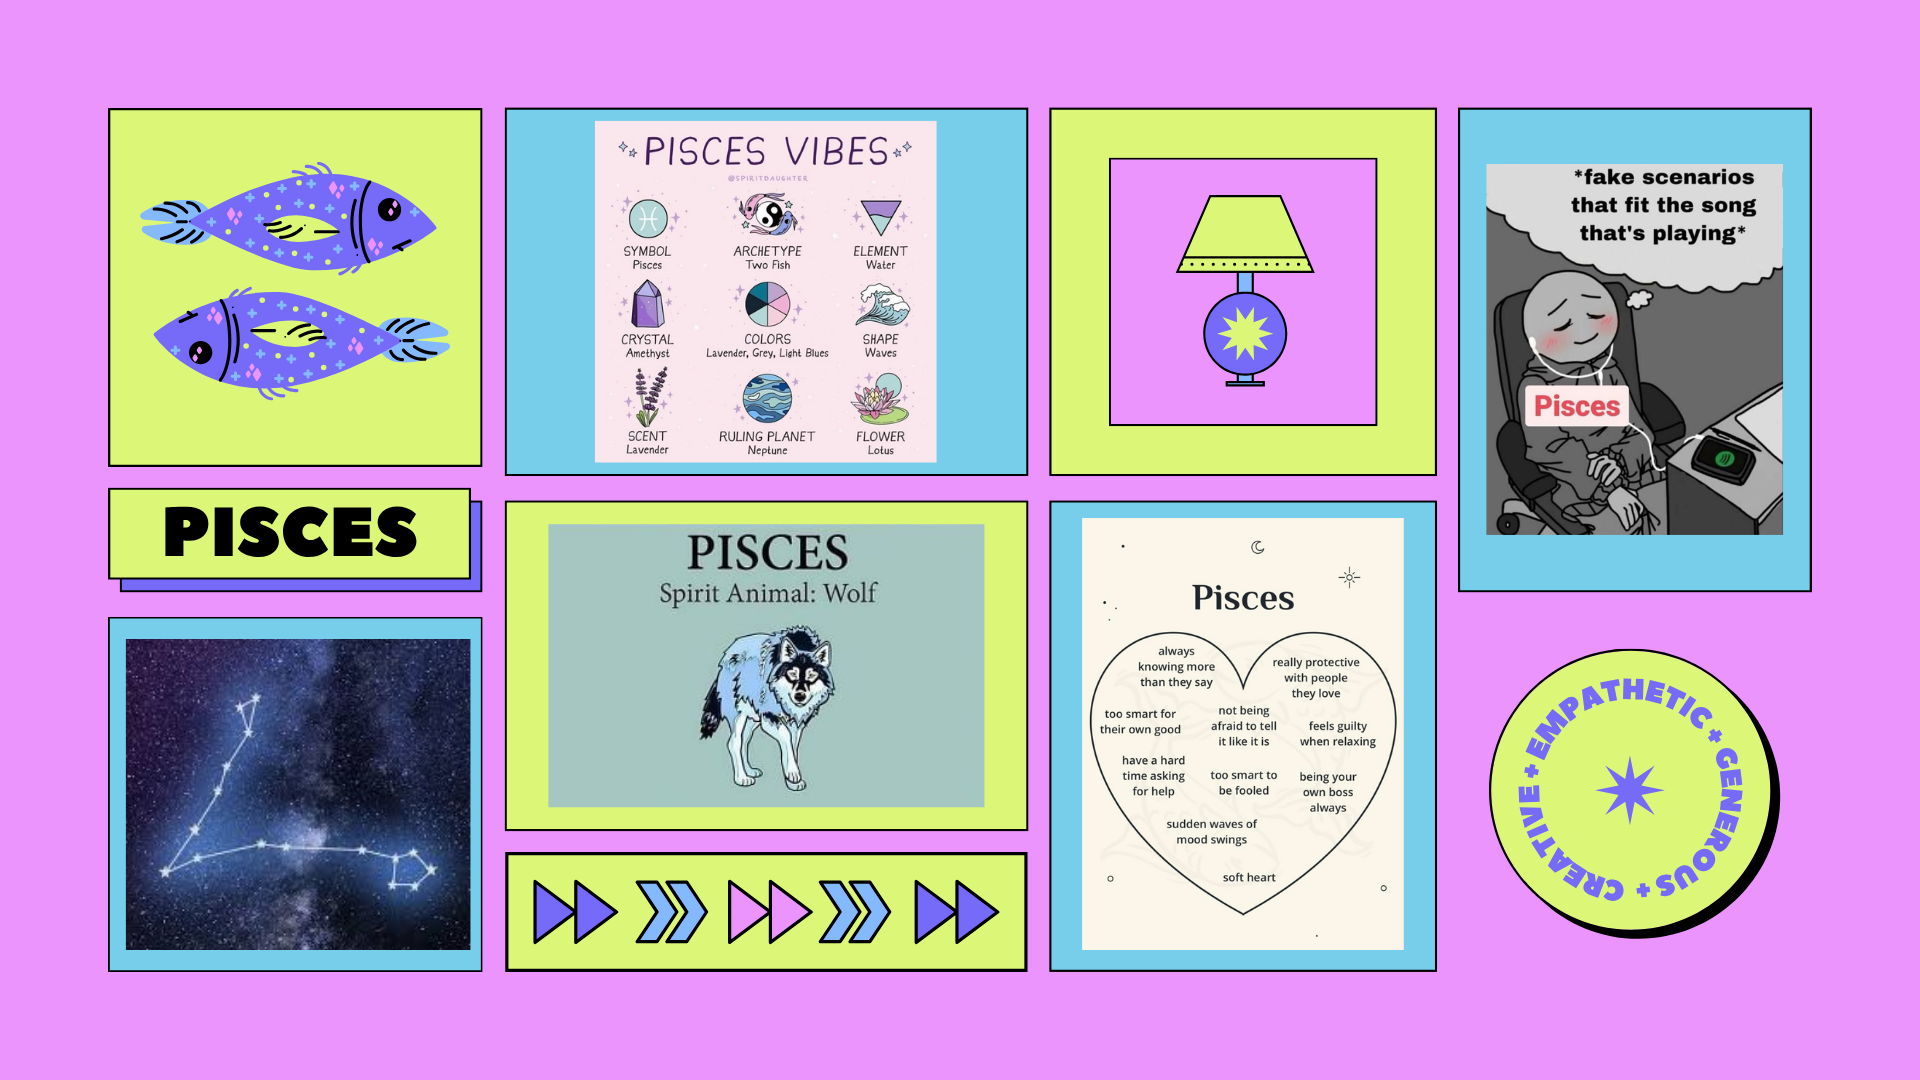 PISCES VIBES
@SPIRITDAUGHTER
SYMBOL
Pisces
ARCHETYPE
Two Fish
ELEMENT
Water
CRYSTAL
Amethyst
COLORS
Lavender, Grey, Light Blues
SHAPE
Waves
SCENT
Lavender
RULING PLANET
Neptune
FLOWER
Lotus
*fake scenarios
that fit the song
that's playing*
Pisces
PISCES
PISCES
Spirit Animal: Wolf
Pisces
always
knowing more
than they say
really protective
with people
they love
too smart for
their own good
not being
afraid to tell
it like it is
feels guilty
when relaxing
have a hard
time asking
for help
too smart to
be fooled
being your
own boss
always
sudden waves of
mood swings
soft heart
EMPATHETIC + GENEROUS + CREATIVE +